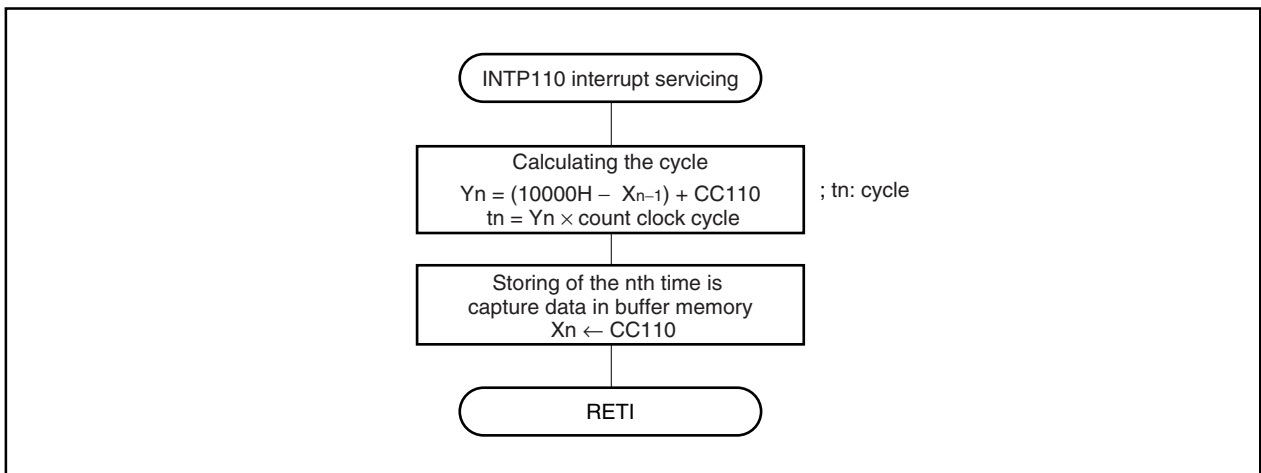 INTP110 interrupt servicing
Calculating the cycle
Yn = (10000H – Xn–1) + CC110
tn = Yn × count clock cycle
; tn: cycle
Storing of the nth time is
capture data in buffer memory
Xn ← CC110
RETI